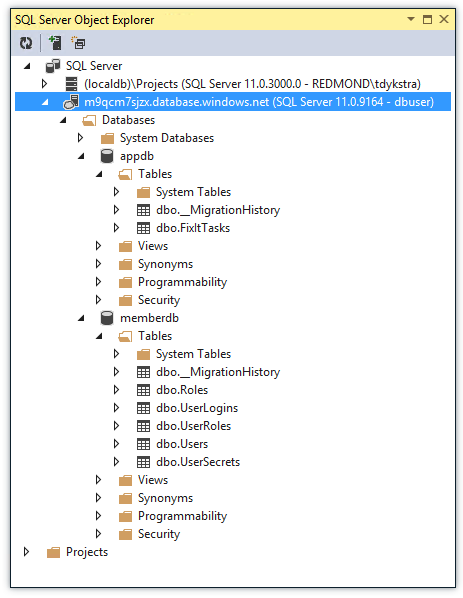 SQL Server Object Explorer
SQL Server
(localdb)\Projects (SQL Server 11.0.3000.0 - REDMOND\tdykstra)
m9qcm7sjzx.database.windows.net (SQL Server 11.0.9164 - dbuser)
Databases
System Databases
appdb
Tables
System Tables
dbo.__MigrationHistory
dbo.FixItTasks
Views
Synonyms
Programmability
Security
memberdb
Tables
System Tables
dbo.__MigrationHistory
dbo.Roles
dbo.UserLogins
dbo.UserRoles
dbo.Users
dbo.UserSecrets
Views
Synonyms
Programmability
Security
Projects